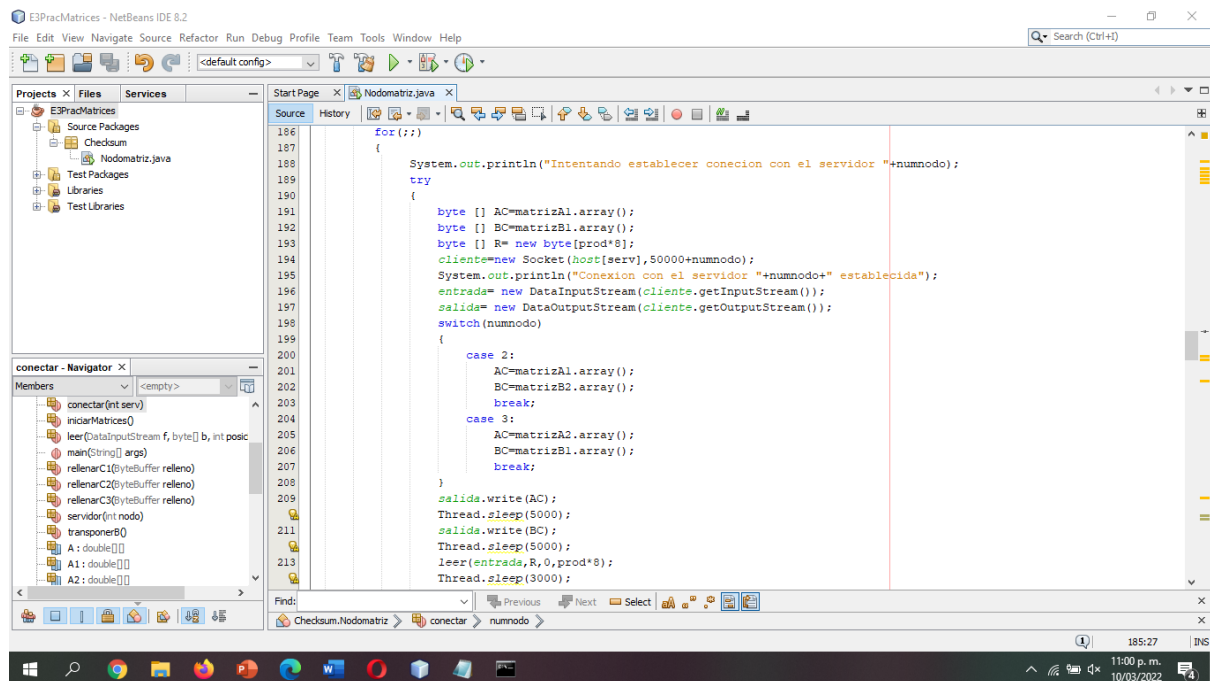 E3PracMatrices - NetBeans IDE 8.2
File Edit View Navigate Source Refactor Run Debug Profile Team Tools Window Help
Search (Ctrl+I)
<default config>
Projects Files Services
Start Page Nodomatriz.java
E3PracMatrices
Source Packages
Checksum
Nodomatriz.java
Test Packages
Libraries
Test Libraries
Source History
186 for(;;)
187 {
188 System.out.println("Intentando establecer conecion con el servidor "+numnodo);
189 try
190 {
191 byte [] AC=matrizA1.array();
192 byte [] BC=matrizB1.array();
193 byte [] R= new byte[prod*8];
194 cliente=new Socket(host[serv],50000+numnodo);
195 System.out.println("Conexion con el servidor "+numnodo+" establecida");
196 entrada= new DataInputStream(cliente.getInputStream());
197 salida= new DataOutputStream(cliente.getOutputStream());
198 switch(numnodo)
199 {
200 case 2:
201 AC=matrizA1.array();
202 BC=matrizB2.array();
203 break;
204 case 3:
205 AC=matrizA2.array();
206 BC=matrizB1.array();
207 break;
208 }
209 salida.write(AC);
Thread.sleep(5000);
211 salida.write(BC);
Thread.sleep(5000);
213 leer(entrada,R,0,prod*8);
Thread.sleep(3000);
conectar - Navigator
Members <empty>
conectar(int serv)
iniciarMatrices()
leer(DataInputStream f, byte[] b, int posic
main(String[] args)
rellenarC1(ByteBuffer relleno)
rellenarC2(ByteBuffer relleno)
rellenarC3(ByteBuffer relleno)
servidor(int nodo)
transponerB()
A : double[][]
A1 : double[][]
A2 : double[][]
Find: Previous Next Select
Checksum.Nodomatriz conectar numnodo
1 185:27 INS
11:00 p. m.
10/03/2022
4